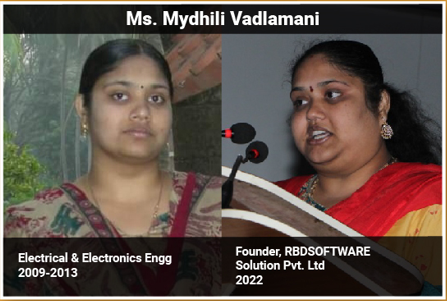 Ms. Mydhili Vadlamani
Electrical & Electronics Engg
2009-2013
Founder, RBDSOFTWARE
Solution Pvt. Ltd
2022